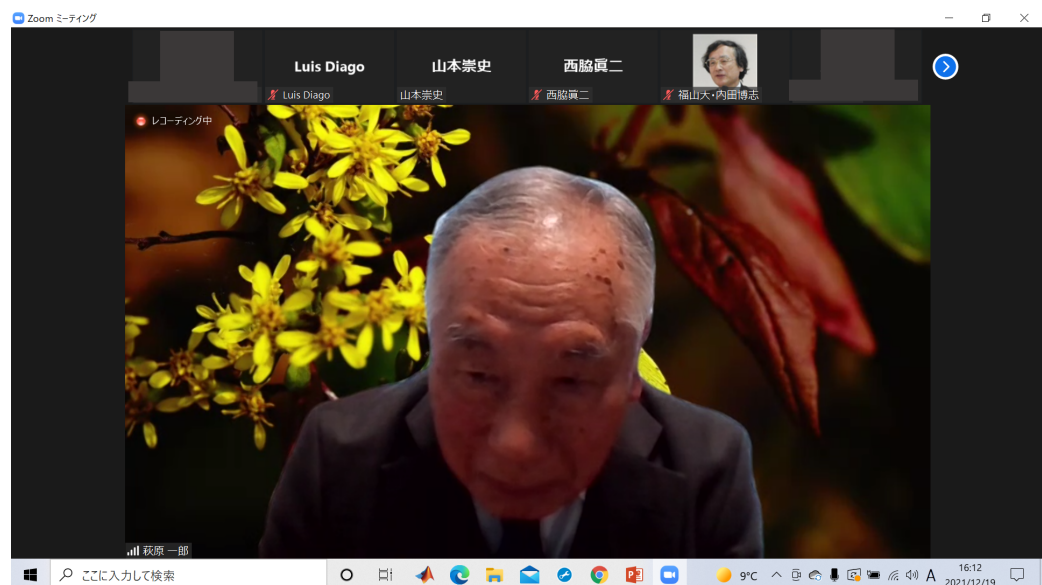 Zoom ミーティング
Luis Diago
山本崇史
西脇眞二
Luis Diago
山本崇史
西脇眞二
福山大・内田博志
レコーディング中
萩原 一郎
ここに入力して検索
9°C
A
16:12
2021/12/19